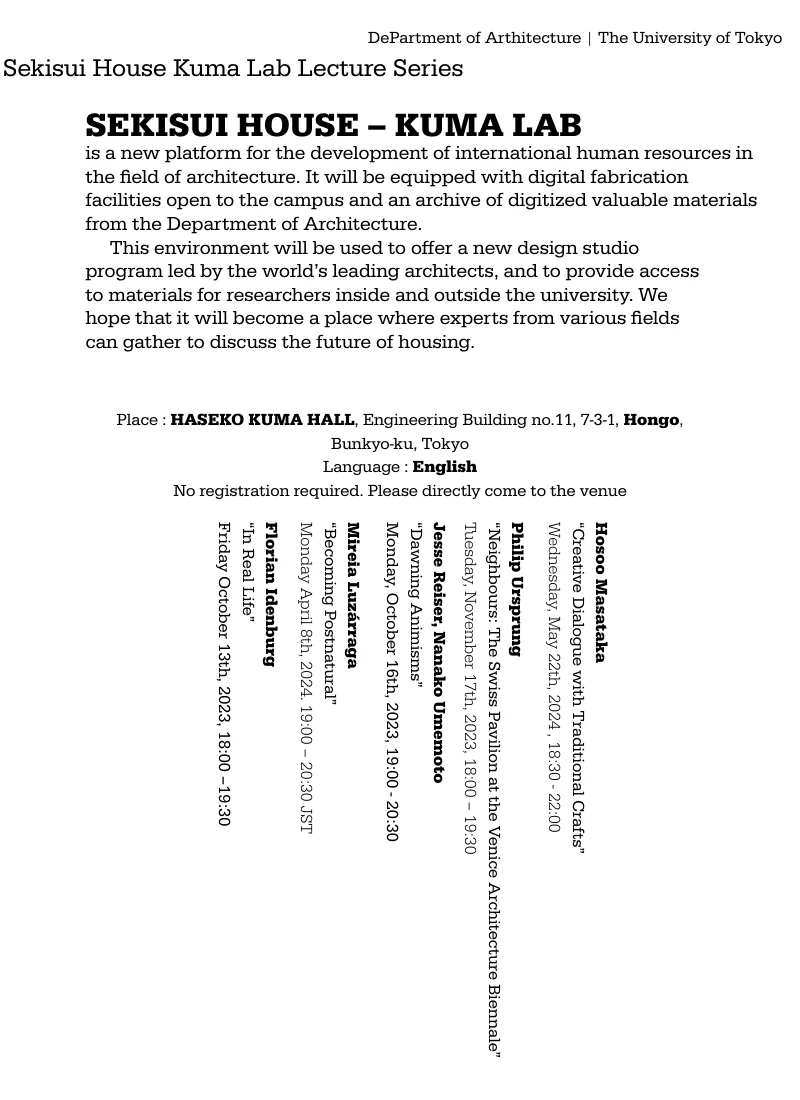 DePartment of Arthitecture | The University of Tokyo
Sekisui House Kuma Lab Lecture Series
SEKISUI HOUSE – KUMA LAB
is a new platform for the development of international human resources in
the field of architecture. It will be equipped with digital fabrication
facilities open to the campus and an archive of digitized valuable materials
from the Department of Architecture.
This environment will be used to offer a new design studio
program led by the world’s leading architects, and to provide access
to materials for researchers inside and outside the university. We
hope that it will become a place where experts from various fields
can gather to discuss the future of housing.
Place : HASEKO KUMA HALL, Engineering Building no.11, 7-3-1, Hongo,
Bunkyo-ku, Tokyo
Language : English
No registration required. Please directly come to the venue
Hosoo Masataka
“Creative Dialogue with Traditional Crafts”
Wednesday, May 22th, 2024 , 18:30 - 22:00
Philip Ursprung
“Neighbours: The Swiss Pavilion at the Venice Architecture Biennale”
Tuesday, November 17th, 2023, 18:00 – 19:30
Jesse Reiser, Nanako Umemoto
“Dawning Animisms”
Monday, October 16th, 2023, 19:00 - 20:30
Mireia Luzárraga
“Becoming Postnatural”
Monday April 8th, 2024. 19:00 – 20:30 JST
Florian Idenburg
“In Real Life”
Friday October 13th, 2023, 18:00 –19:30